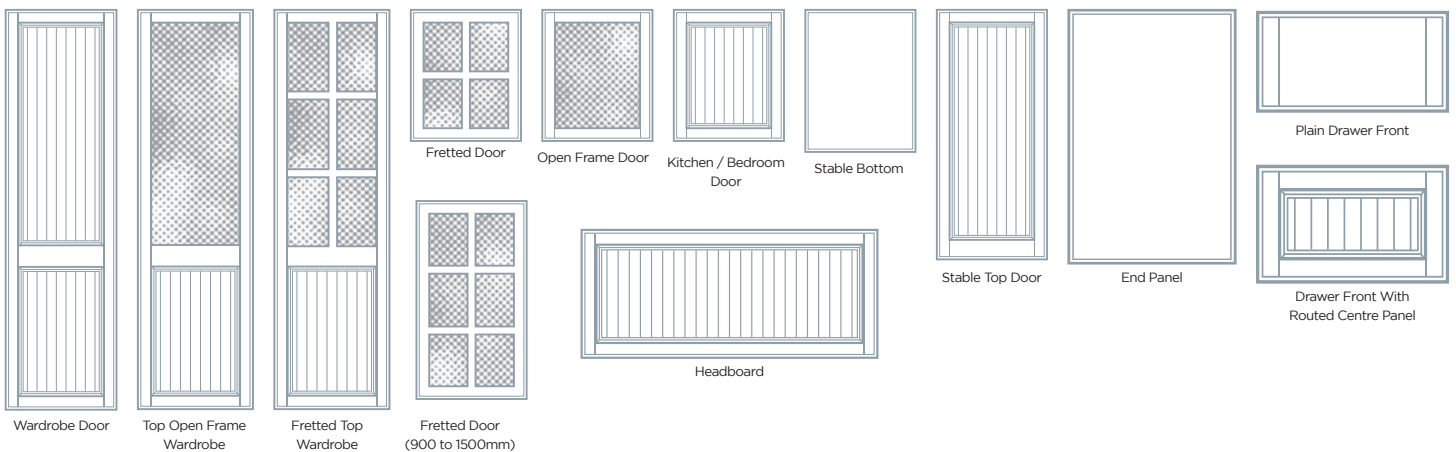 Wardrobe Door
Top Open Frame
Wardrobe
Fretted Top
Wardrobe
Fretted Door
Fretted Door
(900 to 1500mm)
Open Frame Door
Kitchen / Bedroom
Door
Stable Bottom
Headboard
Stable Top Door
End Panel
Plain Drawer Front
Drawer Front With
Routed Centre Panel